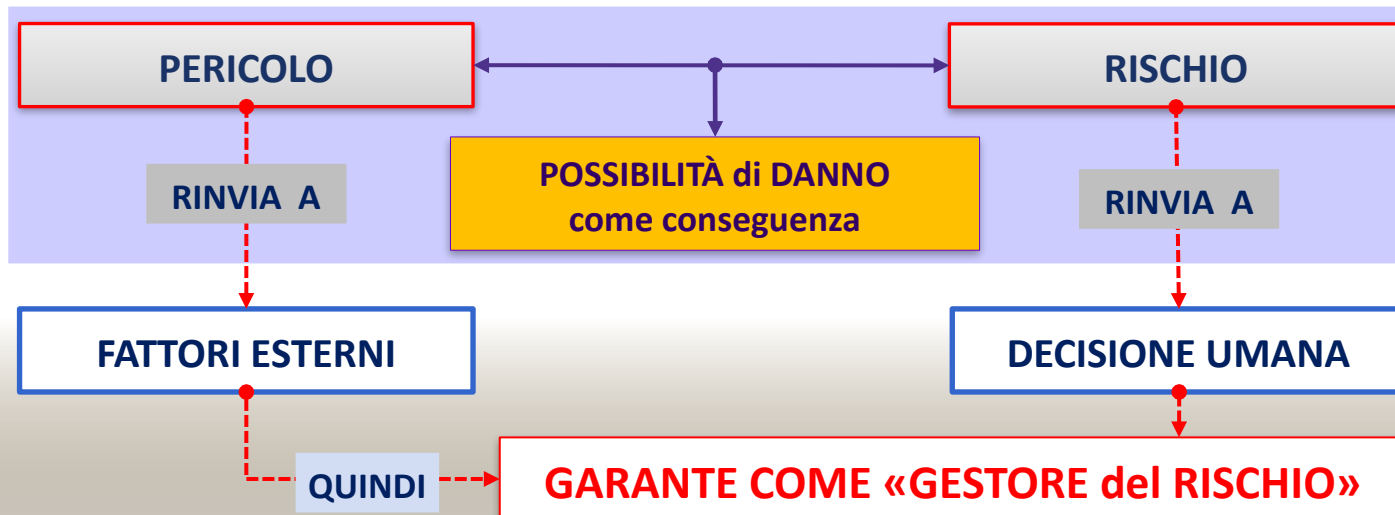 PERICOLO
RISCHIO
POSSIBILITÀ di DANNO
come conseguenza
RINVIA A
RINVIA A
FATTORI ESTERNI
DECISIONE UMANA
QUINDI
GARANTE COME «GESTORE del RISCHIO»